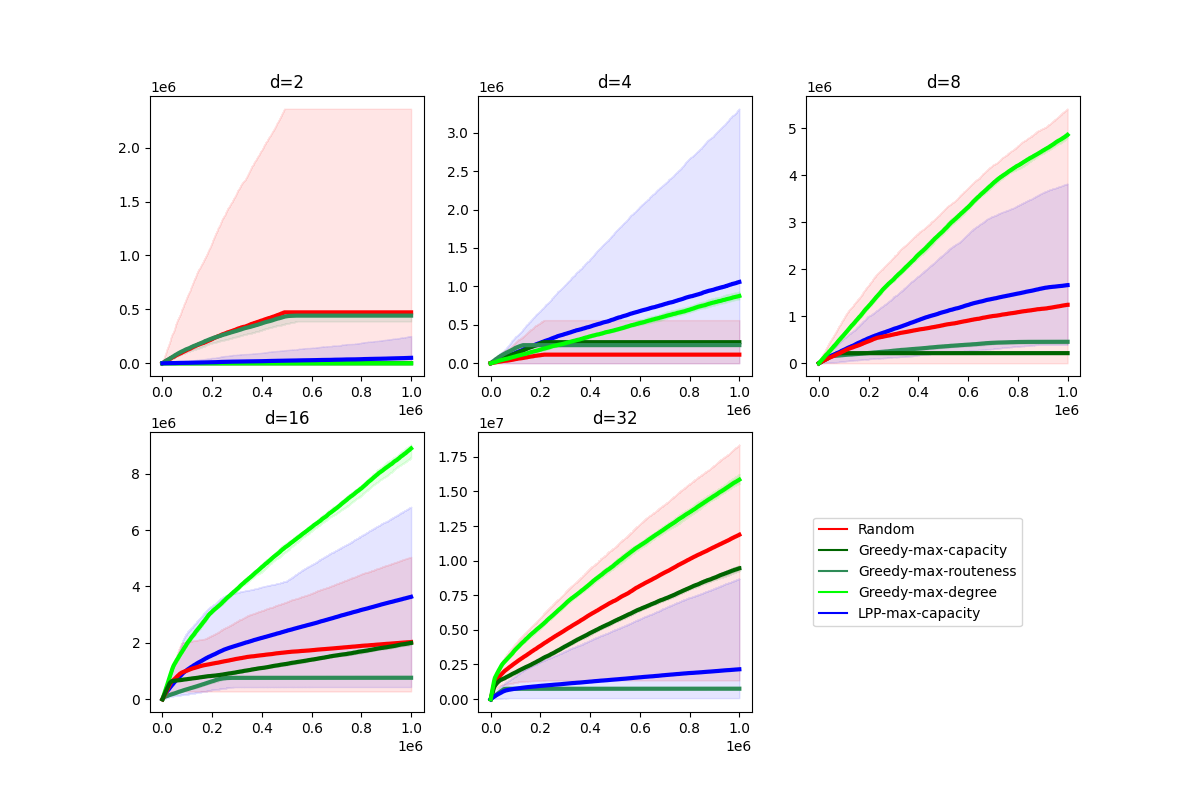 d=2
1e6
2.0
1.5
1.0
0.5
0.0
0.0 0.2 0.4 0.6 0.8 1.0
1e6
d=4
1e6
3.0
2.5
2.0
1.5
1.0
0.5
0.0
0.0 0.2 0.4 0.6 0.8 1.0
1e6
d=8
1e6
5
4
3
2
1
0
0.0 0.2 0.4 0.6 0.8 1.0
1e6
d=16
1e6
8
6
4
2
0
0.0 0.2 0.4 0.6 0.8 1.0
1e6
d=32
1e7
1.75
1.50
1.25
1.00
0.75
0.50
0.25
0.00
0.0 0.2 0.4 0.6 0.8 1.0
1e6
Random
Greedy-max-capacity
Greedy-max-routeness
Greedy-max-degree
LPP-max-capacity